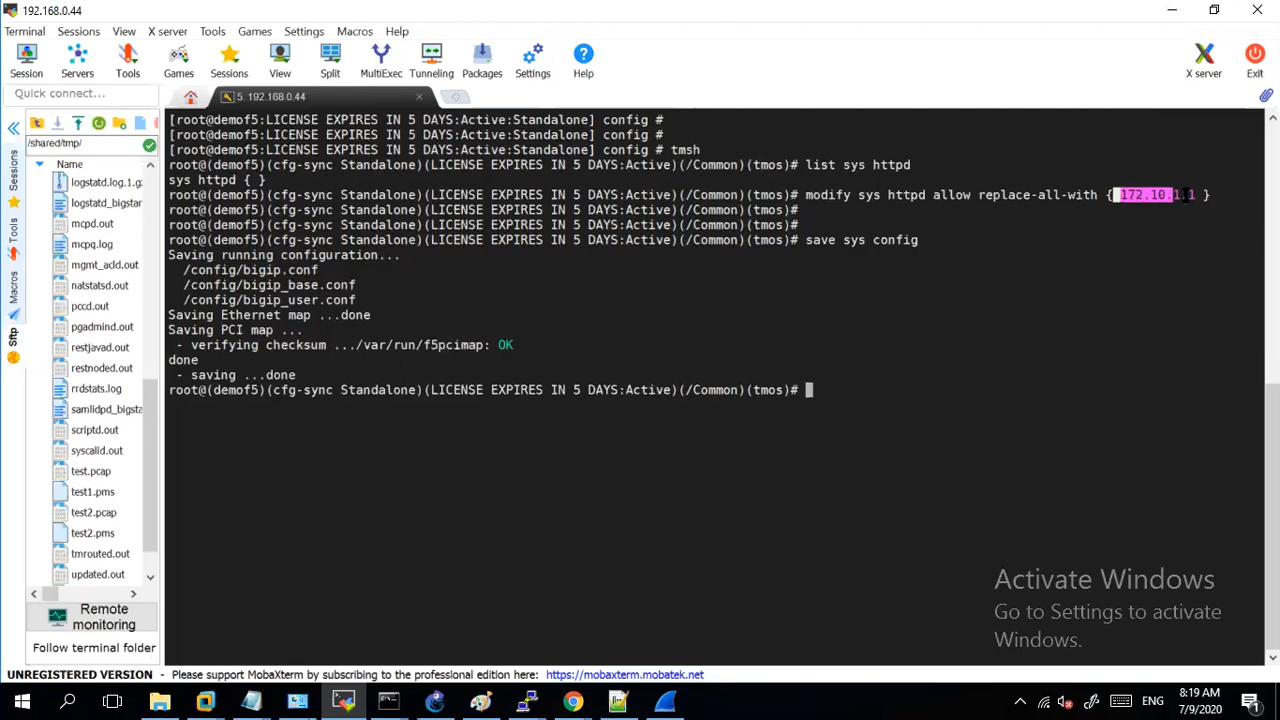 192.168.0.44
Terminal Sessions View X server Tools Games Settings Macros Help
Session Servers Tools Games Sessions View Split MultiExec Tunneling Packages Settings Help X server Exit
Quick connect...
5. 192.168.0.44
/shared/tmp/
Name
logstatd.log.1.g
logstatd_bigstar
mcpd.out
mcpq.log
mgmt_acld.out
natstatsd.out
pccd.out
pgadmind.out
restjavad.out
restnoded.out
rrdstats.log
samlidpd_bigsta
scriptd.out
syscalid.out
test.pcap
test1.pms
test2.pcap
test2.pms
tmrouted.out
updated.out
Remote
monitoring
Follow terminal folder
Sessions
Tools
Macros
Sftp
[root@demof5:LICENSE EXPIRES IN 5 DAYS:Active:Standalone] config #
[root@demof5:LICENSE EXPIRES IN 5 DAYS:Active:Standalone] config #
[root@demof5:LICENSE EXPIRES IN 5 DAYS:Active:Standalone] config # tmsh
root@(demof5)(cfg-sync Standalone)(LICENSE EXPIRES IN 5 DAYS:Active)(/Common)(tmos)# list sys httpd
sys httpd { }
root@(demof5)(cfg-sync Standalone)(LICENSE EXPIRES IN 5 DAYS:Active)(/Common)(tmos)# modify sys httpd allow replace-all-with { 172.10.1.1 }
root@(demof5)(cfg-sync Standalone)(LICENSE EXPIRES IN 5 DAYS:Active)(/Common)(tmos)#
root@(demof5)(cfg-sync Standalone)(LICENSE EXPIRES IN 5 DAYS:Active)(/Common)(tmos)#
root@(demof5)(cfg-sync Standalone)(LICENSE EXPIRES IN 5 DAYS:Active)(/Common)(tmos)# save sys config
Saving running configuration...
/config/bigip.conf
/config/bigip_base.conf
/config/bigip_user.conf
Saving Ethernet map ...done
Saving PCI map ...
- verifying checksum .../var/run/f5pcimap: OK
done
- saving ...done
root@(demof5)(cfg-sync Standalone)(LICENSE EXPIRES IN 5 DAYS:Active)(/Common)(tmos)#
Activate Windows
Go to Settings to activate
Windows.
UNREGISTERED VERSION - Please support MobaXterm by subscribing to the professional edition here: https://mobaxterm.mobatek.net
ENG
8:19 AM
7/9/2020